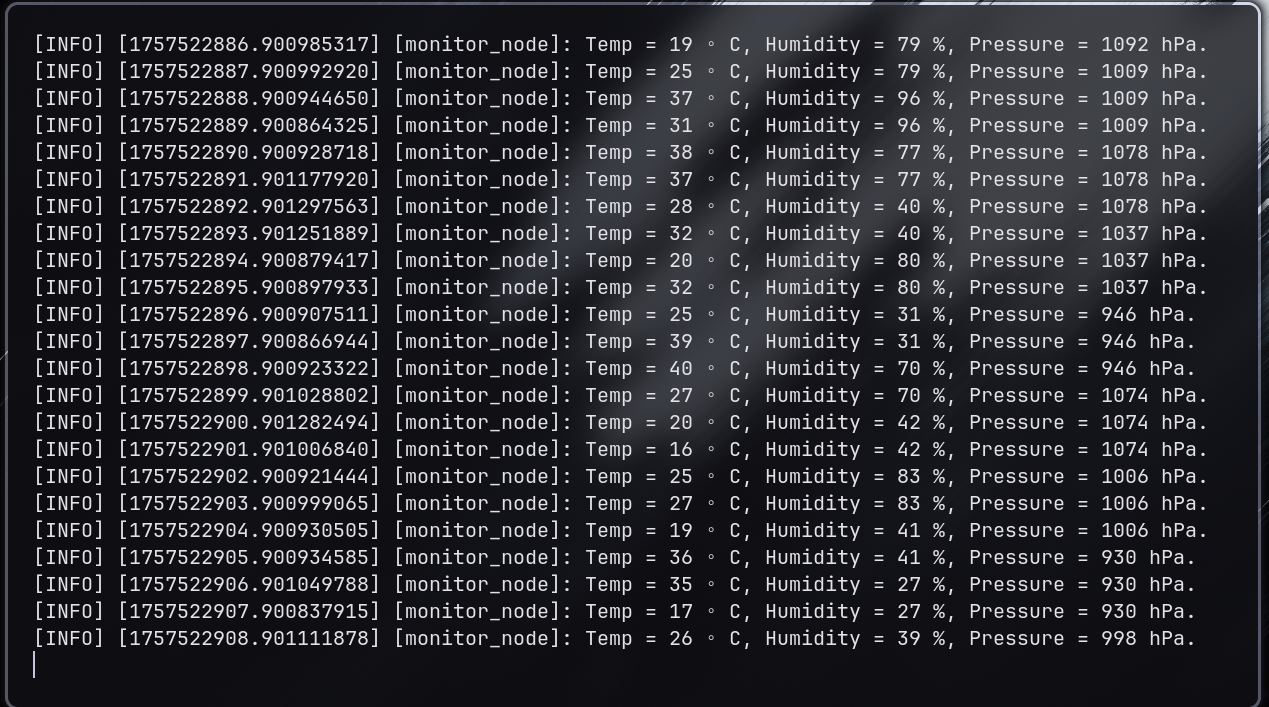 [INFO] [1757522886.900985317] [monitor_node]: Temp = 19 ◦ C, Humidity = 79 %, Pressure = 1092 hPa.
[INFO] [1757522887.900992920] [monitor_node]: Temp = 25 ◦ C, Humidity = 79 %, Pressure = 1009 hPa.
[INFO] [1757522888.900944650] [monitor_node]: Temp = 37 ◦ C, Humidity = 96 %, Pressure = 1009 hPa.
[INFO] [1757522889.900864325] [monitor_node]: Temp = 31 ◦ C, Humidity = 96 %, Pressure = 1009 hPa.
[INFO] [1757522890.900928718] [monitor_node]: Temp = 38 ◦ C, Humidity = 77 %, Pressure = 1078 hPa.
[INFO] [1757522891.901177920] [monitor_node]: Temp = 37 ◦ C, Humidity = 77 %, Pressure = 1078 hPa.
[INFO] [1757522892.901297563] [monitor_node]: Temp = 28 ◦ C, Humidity = 40 %, Pressure = 1078 hPa.
[INFO] [1757522893.901251889] [monitor_node]: Temp = 32 ◦ C, Humidity = 40 %, Pressure = 1037 hPa.
[INFO] [1757522894.900879417] [monitor_node]: Temp = 20 ◦ C, Humidity = 80 %, Pressure = 1037 hPa.
[INFO] [1757522895.900897933] [monitor_node]: Temp = 32 ◦ C, Humidity = 80 %, Pressure = 1037 hPa.
[INFO] [1757522896.900907511] [monitor_node]: Temp = 25 ◦ C, Humidity = 31 %, Pressure = 946 hPa.
[INFO] [1757522897.900866944] [monitor_node]: Temp = 39 ◦ C, Humidity = 31 %, Pressure = 946 hPa.
[INFO] [1757522898.900923322] [monitor_node]: Temp = 40 ◦ C, Humidity = 70 %, Pressure = 946 hPa.
[INFO] [1757522899.901028802] [monitor_node]: Temp = 27 ◦ C, Humidity = 70 %, Pressure = 1074 hPa.
[INFO] [1757522900.901282494] [monitor_node]: Temp = 20 ◦ C, Humidity = 42 %, Pressure = 1074 hPa.
[INFO] [1757522901.901006840] [monitor_node]: Temp = 16 ◦ C, Humidity = 42 %, Pressure = 1074 hPa.
[INFO] [1757522902.900921444] [monitor_node]: Temp = 25 ◦ C, Humidity = 83 %, Pressure = 1006 hPa.
[INFO] [1757522903.900999065] [monitor_node]: Temp = 27 ◦ C, Humidity = 83 %, Pressure = 1006 hPa.
[INFO] [1757522904.900930505] [monitor_node]: Temp = 19 ◦ C, Humidity = 41 %, Pressure = 1006 hPa.
[INFO] [1757522905.900934585] [monitor_node]: Temp = 36 ◦ C, Humidity = 41 %, Pressure = 930 hPa.
[INFO] [1757522906.901049788] [monitor_node]: Temp = 35 ◦ C, Humidity = 27 %, Pressure = 930 hPa.
[INFO] [1757522907.900837915] [monitor_node]: Temp = 17 ◦ C, Humidity = 27 %, Pressure = 930 hPa.
[INFO] [1757522908.901111878] [monitor_node]: Temp = 26 ◦ C, Humidity = 39 %, Pressure = 998 hPa.